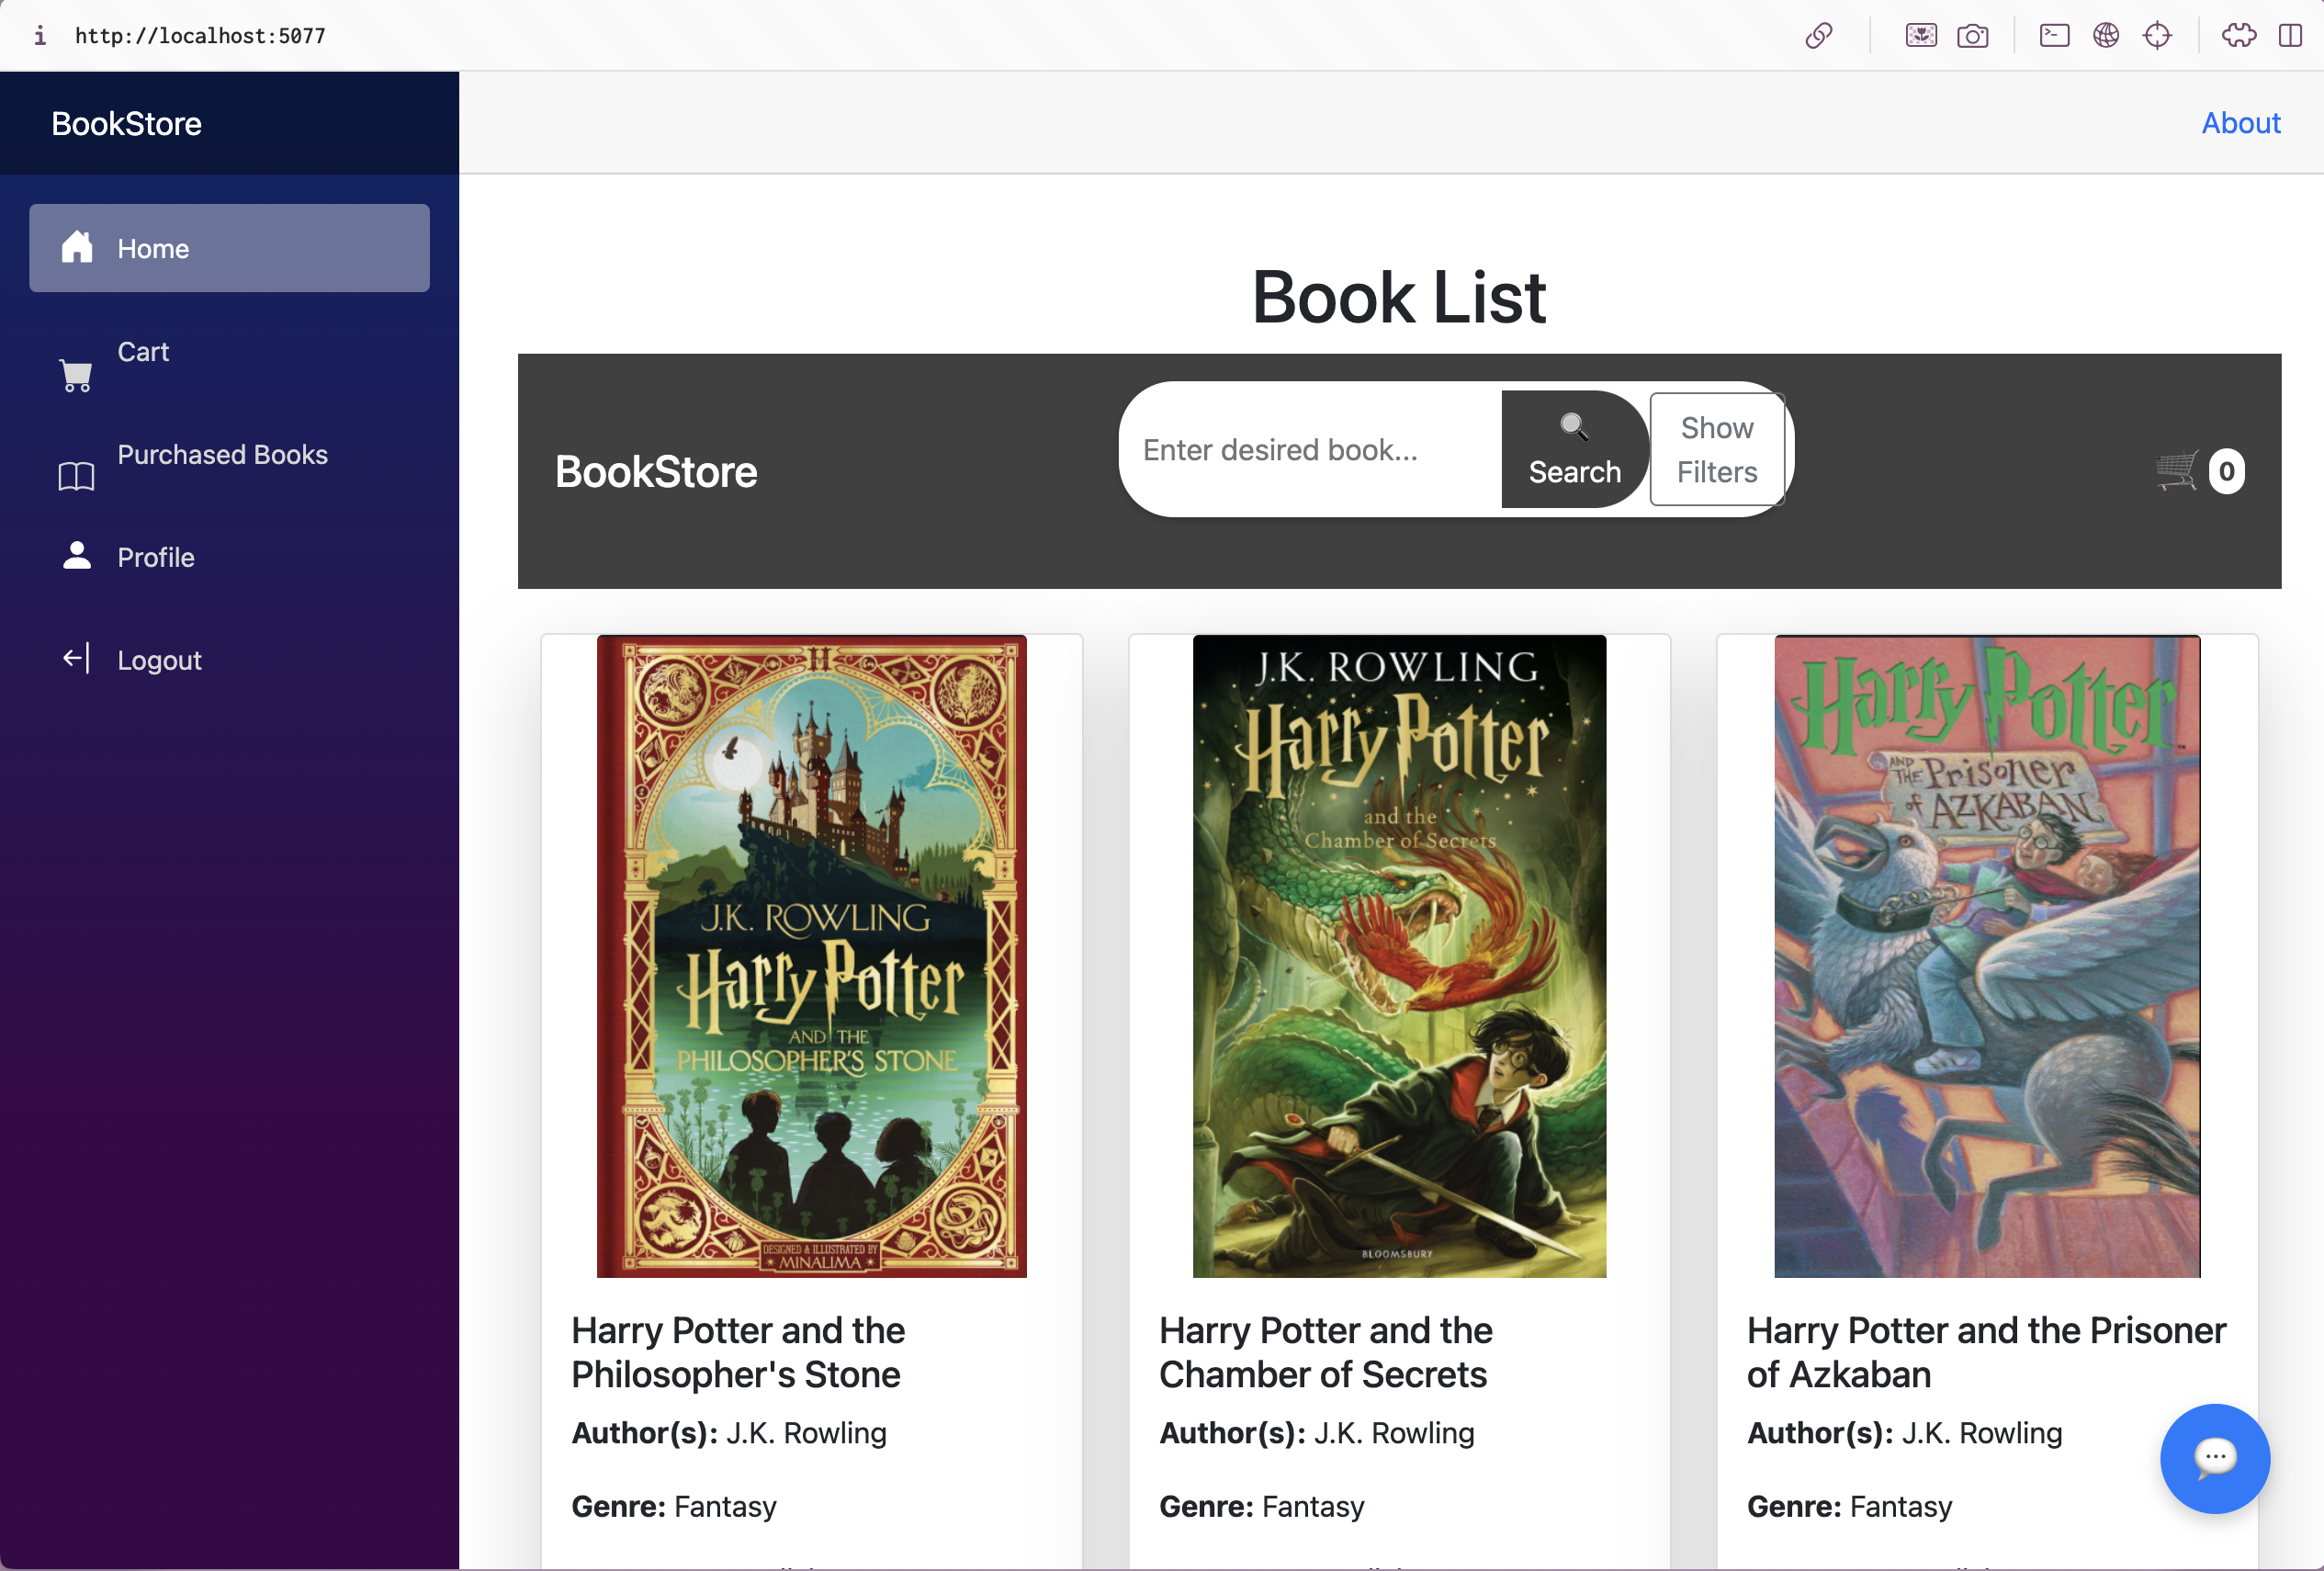 http://localhost:5077
BookStore
About
Home
Cart
Purchased Books
Profile
Logout
Book List
BookStore
Enter desired book...
Search
Show
Filters
0
J.K. ROWLING
Harry Potter
AND THE
PHILOSOPHER'S STONE
DESIGNED & ILLUSTRATED BY
MINALIMA
Harry Potter and the
Philosopher's Stone
Author(s): J.K. Rowling
Genre: Fantasy
J.K. ROWLING
Harry Potter
and the
Chamber of Secrets
BLOOMSBURY
Harry Potter and the
Chamber of Secrets
Author(s): J.K. Rowling
Genre: Fantasy
Harry Potter
AND THE Prisoner
of AZKABAN
Harry Potter and the Prisoner
of Azkaban
Author(s): J.K. Rowling
Genre: Fantasy